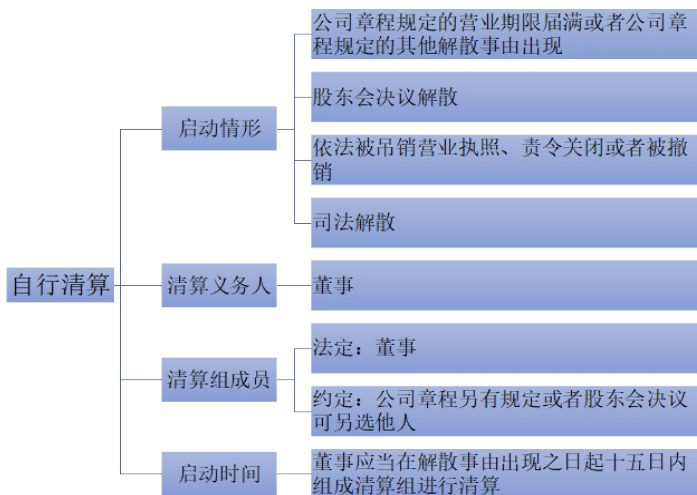 自行清算
启动情形
公司章程规定的营业期限届满或者公司章
程规定的其他解散事由出现
股东会决议解散
依法被吊销营业执照、责令关闭或者被撤
销
司法解散
清算义务人
董事
清算组成员
法定：董事
约定：公司章程另有规定或者股东会决议
可另选他人
启动时间
董事应当在解散事由出现之日起十五日内
组成清算组进行清算